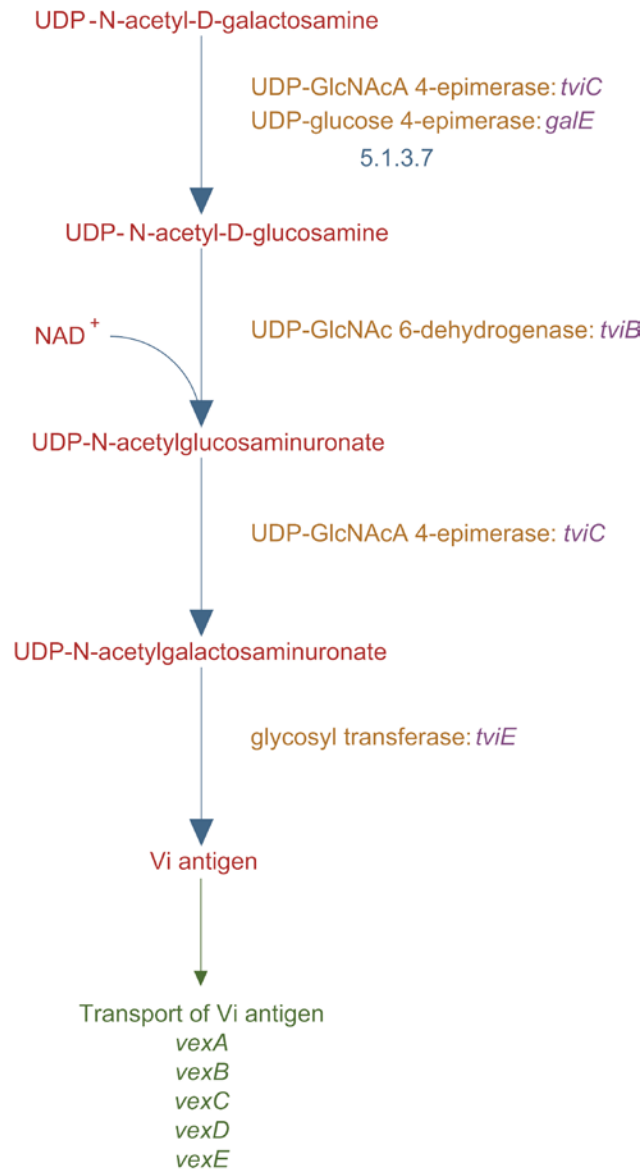 UDP-N-acetyl-D-galactosamine
UDP-GlcNAcA 4-epimerase: tviC
UDP-glucose 4-epimerase: galE
5.1.3.7
UDP- N-acetyl-D-glucosamine
NAD +
UDP-GlcNAc 6-dehydrogenase: tviB
UDP-N-acetylglucosaminuronate
UDP-GlcNAcA 4-epimerase: tviC
UDP-N-acetylgalactosaminuronate
glycosyl transferase: tviE
Vi antigen
Transport of Vi antigen
vexA
vexB
vexC
vexD
vexE